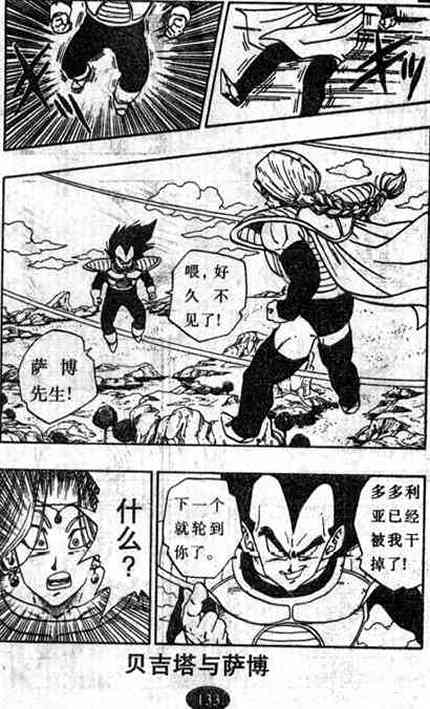 喂，好
久不
见了！
萨博
先生！
多多利
亚已经
被我干
掉了！
下一个
就轮到
你了。
什么？
贝吉塔与萨博
133